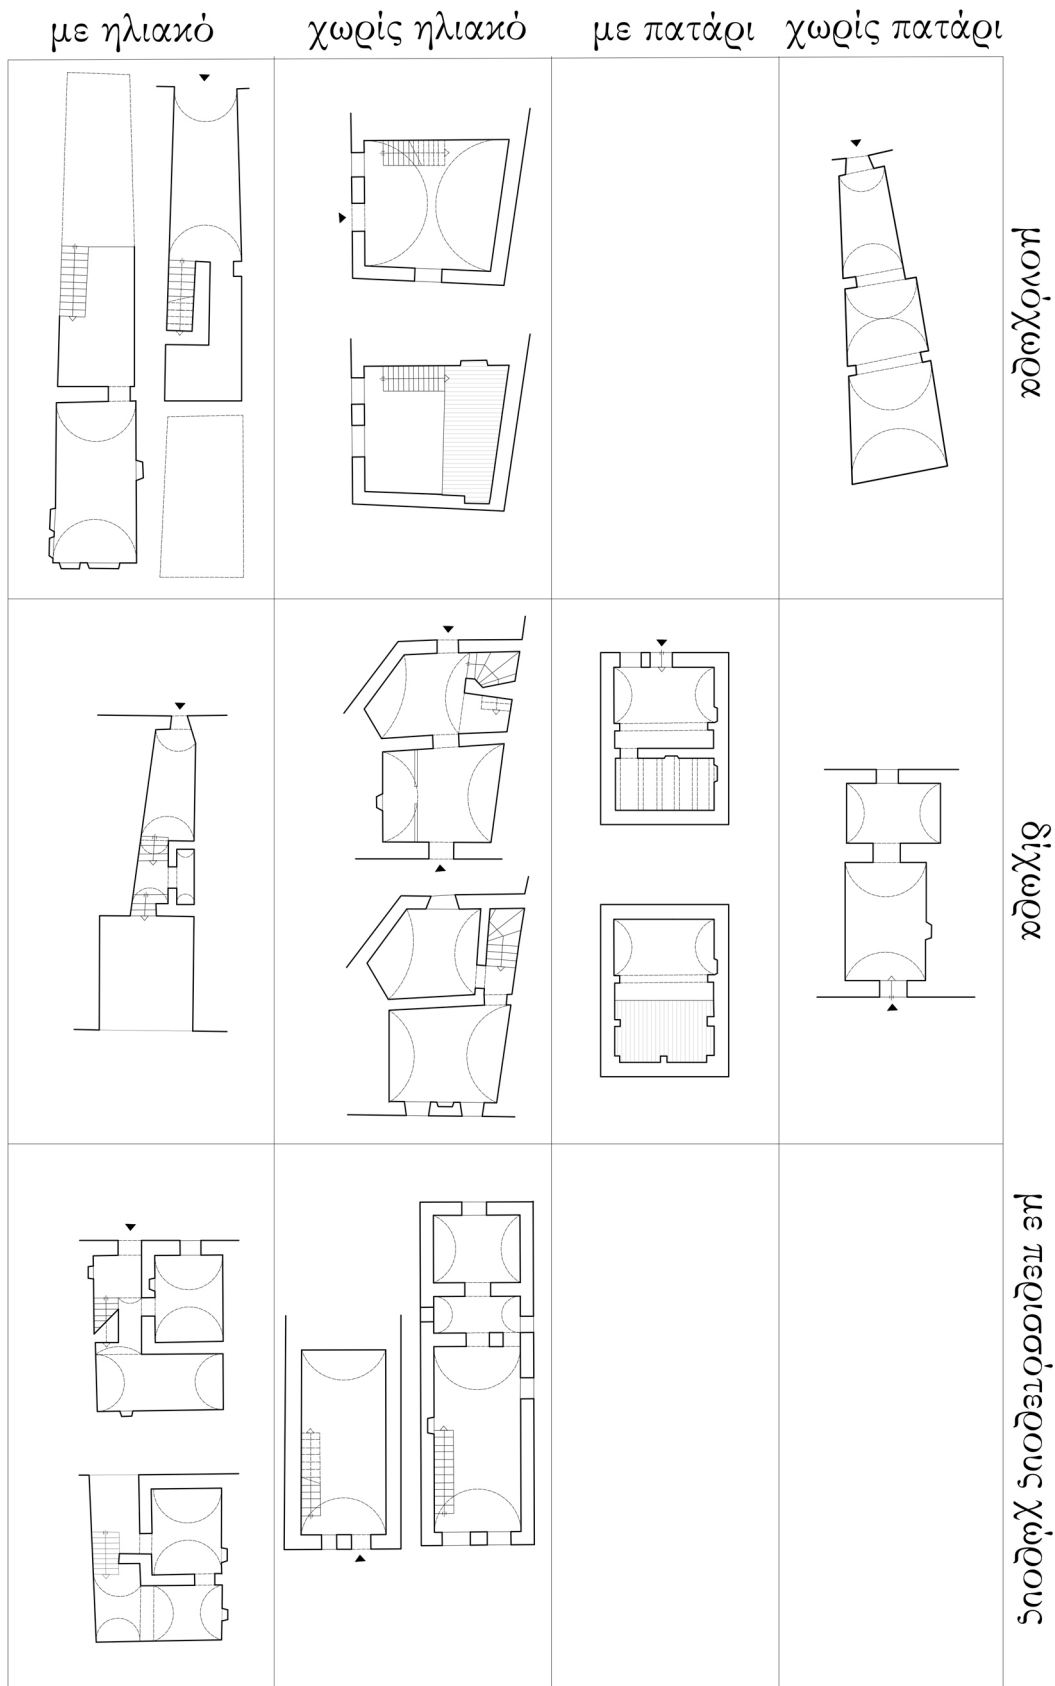 με ηλιακό
χωρίς ηλιακό
με πατάρι
χωρίς πατάρι
μονόχωρα
δίχωρα
με περισσότερους χώρους